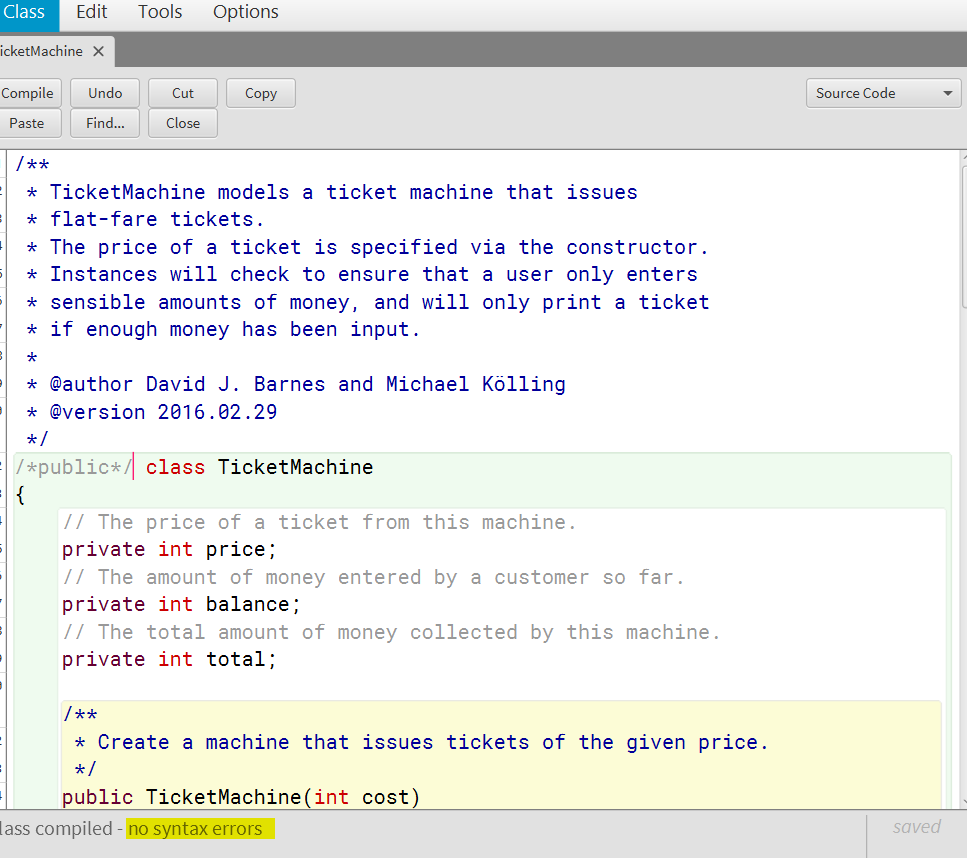 Class Edit Tools Options
icketMachine ✕
Compile Undo Cut Copy Source Code
Paste Find... Close
/**
* TicketMachine models a ticket machine that issues
* flat-fare tickets.
* The price of a ticket is specified via the constructor.
* Instances will check to ensure that a user only enters
* sensible amounts of money, and will only print a ticket
* if enough money has been input.
*
* @author David J. Barnes and Michael Kölling
* @version 2016.02.29
*/
/*public*/ class TicketMachine
{
// The price of a ticket from this machine.
private int price;
// The amount of money entered by a customer so far.
private int balance;
// The total amount of money collected by this machine.
private int total;
/**
* Create a machine that issues tickets of the given price.
*/
public TicketMachine(int cost)
lass compiled - no syntax errors
saved